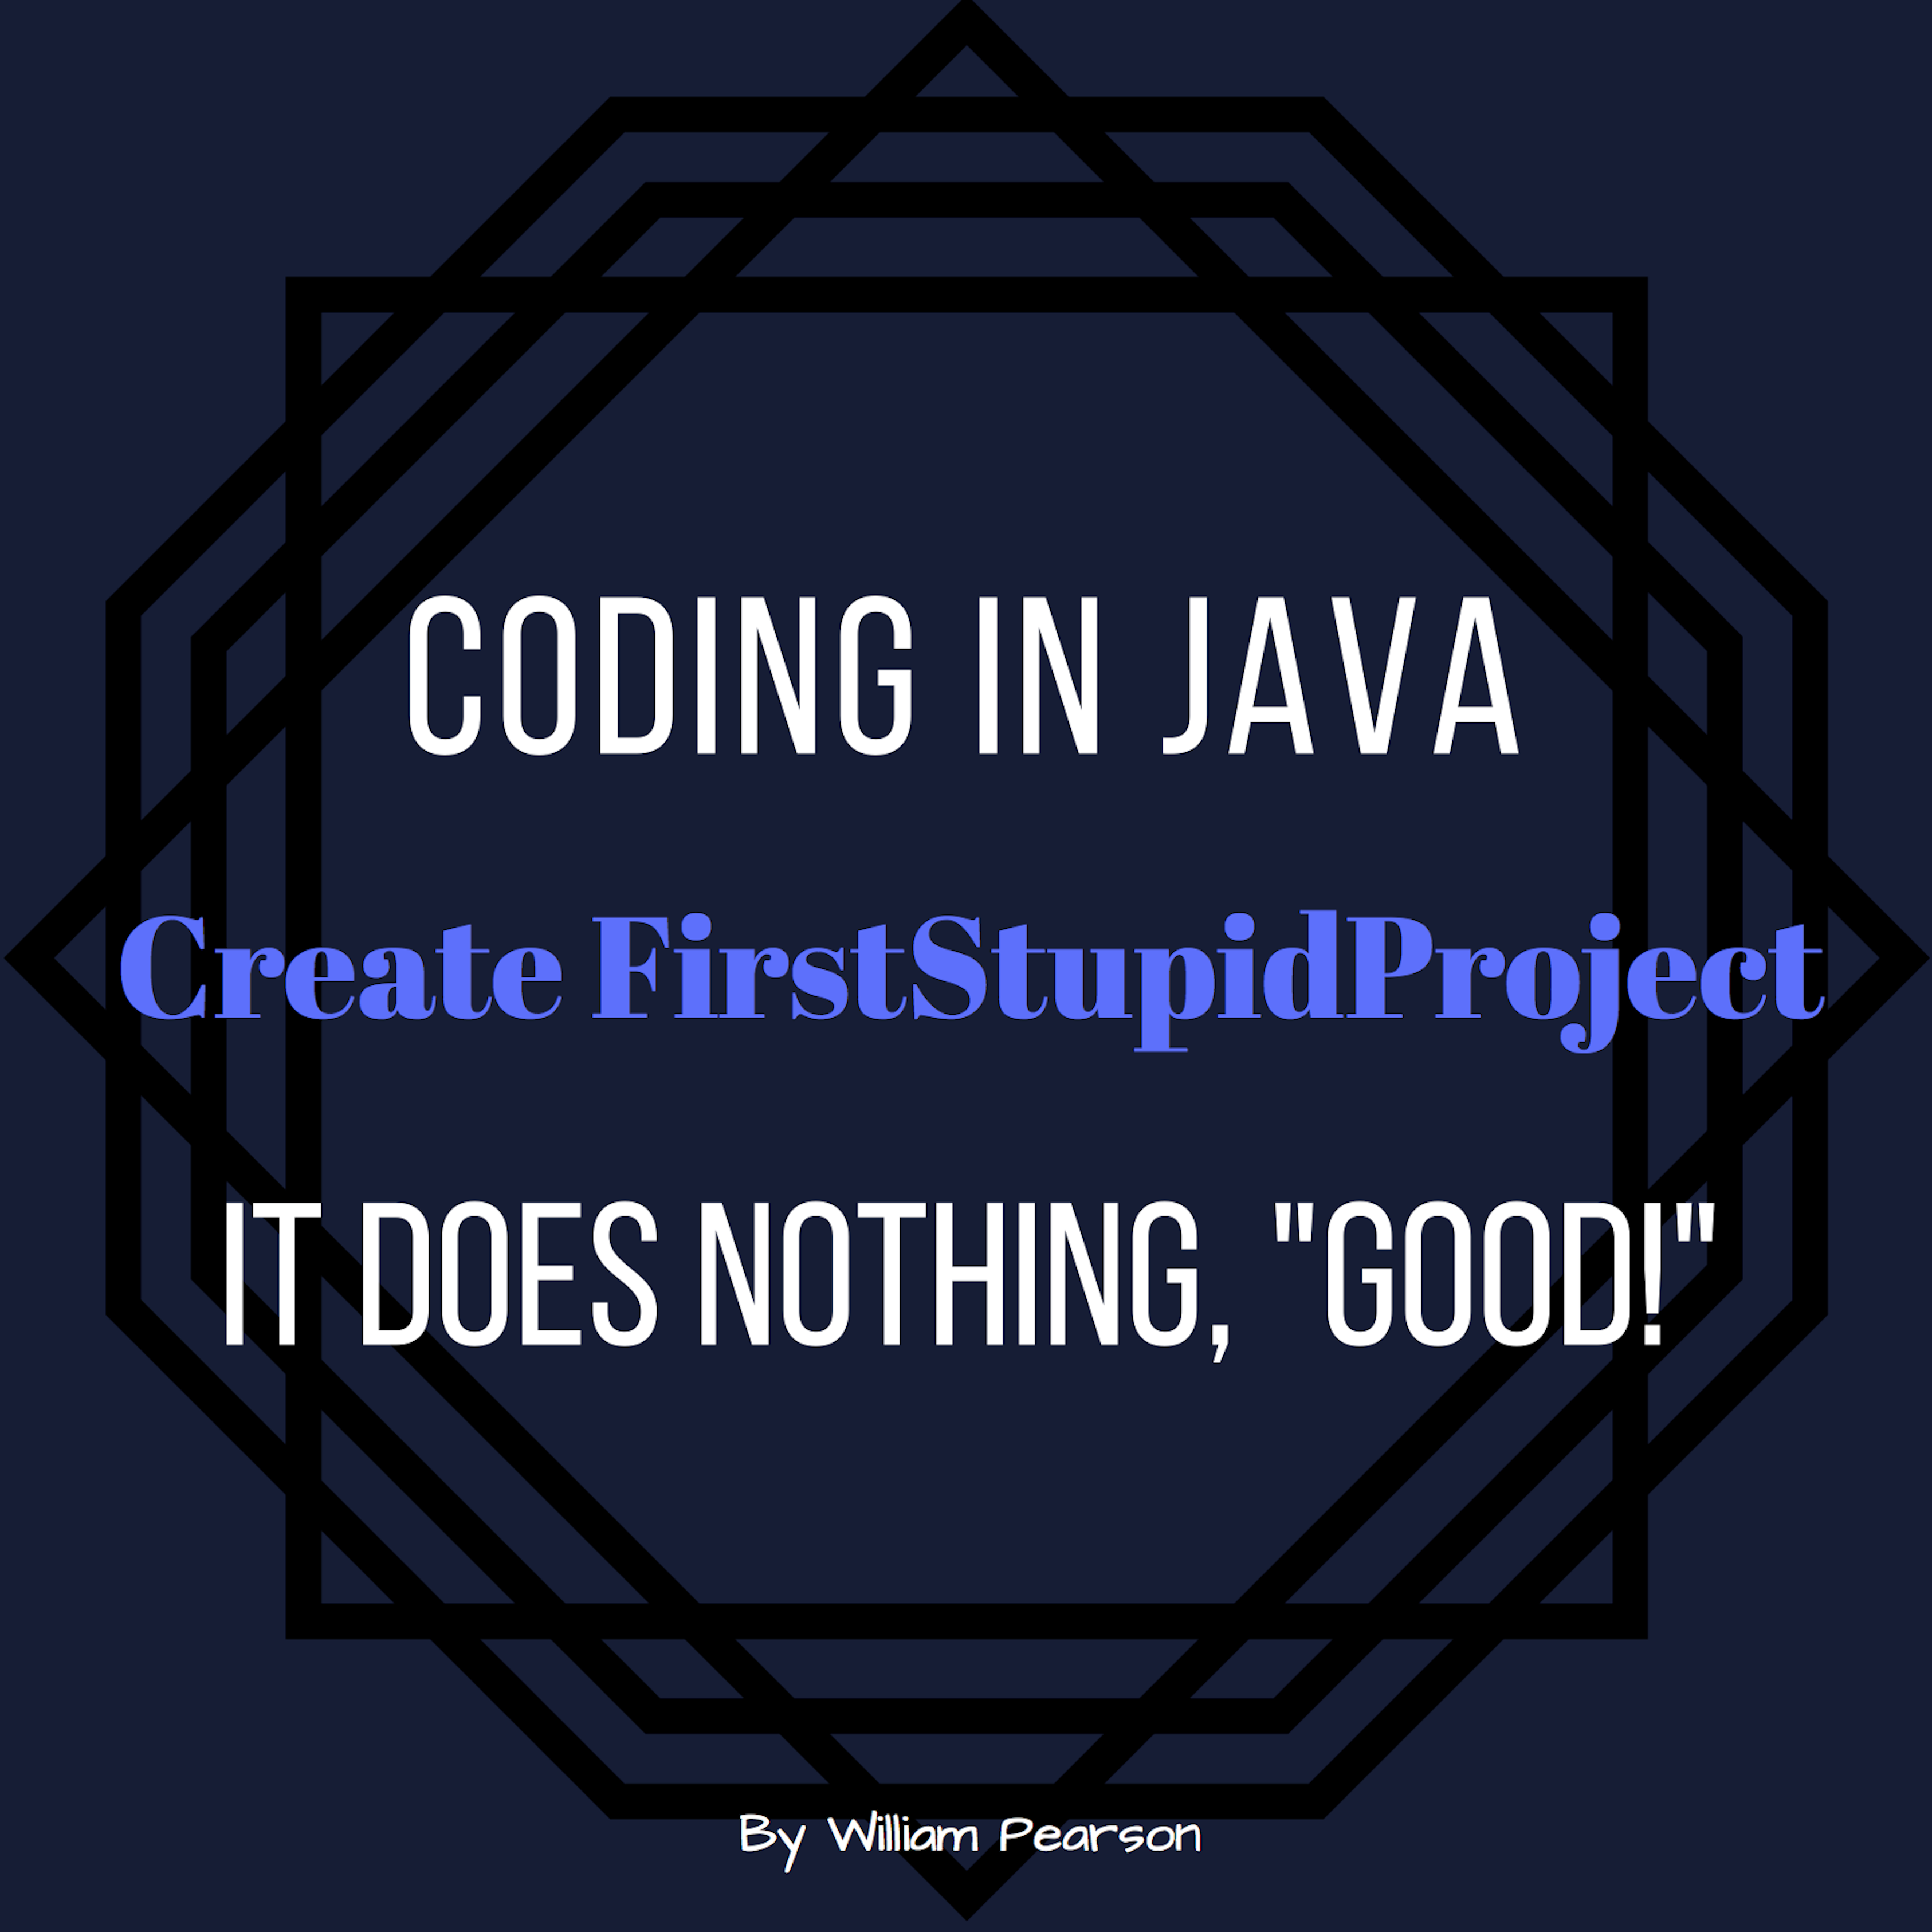 CODING IN JAVA
Create FirstStupidProject
IT DOES NOTHING, "GOOD!"
By William Pearson